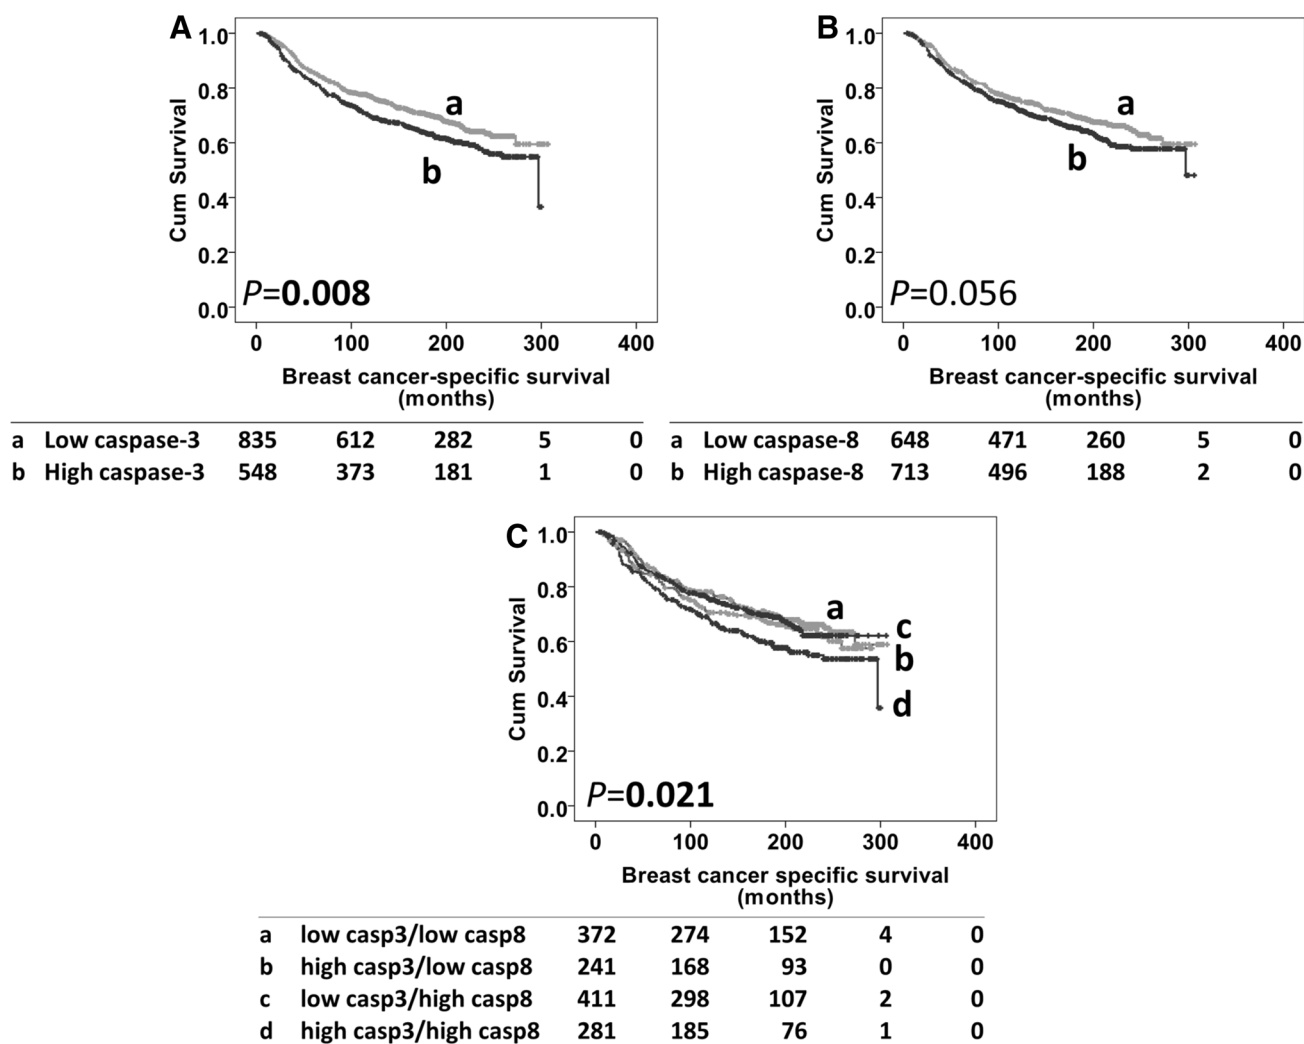 A
1.0
0.8
0.6
0.4
0.2
0.0
Cum Survival
a
b
P=0.008
0 100 200 300 400
Breast cancer-specific survival
(months)
a Low caspase-3 835 612 282 5 0
b High caspase-3 548 373 181 1 0
B
1.0
0.8
0.6
0.4
0.2
0.0
Cum Survival
a
b
P=0.056
0 100 200 300 400
Breast cancer-specific survival
(months)
a Low caspase-8 648 471 260 5 0
b High caspase-8 713 496 188 2 0
C
1.0
0.8
0.6
0.4
0.2
0.0
Cum Survival
a
c
b
d
P=0.021
0 100 200 300 400
Breast cancer specific survival
(months)
a low casp3/low casp8 372 274 152 4 0
b high casp3/low casp8 241 168 93 0 0
c low casp3/high casp8 411 298 107 2 0
d high casp3/high casp8 281 185 76 1 0